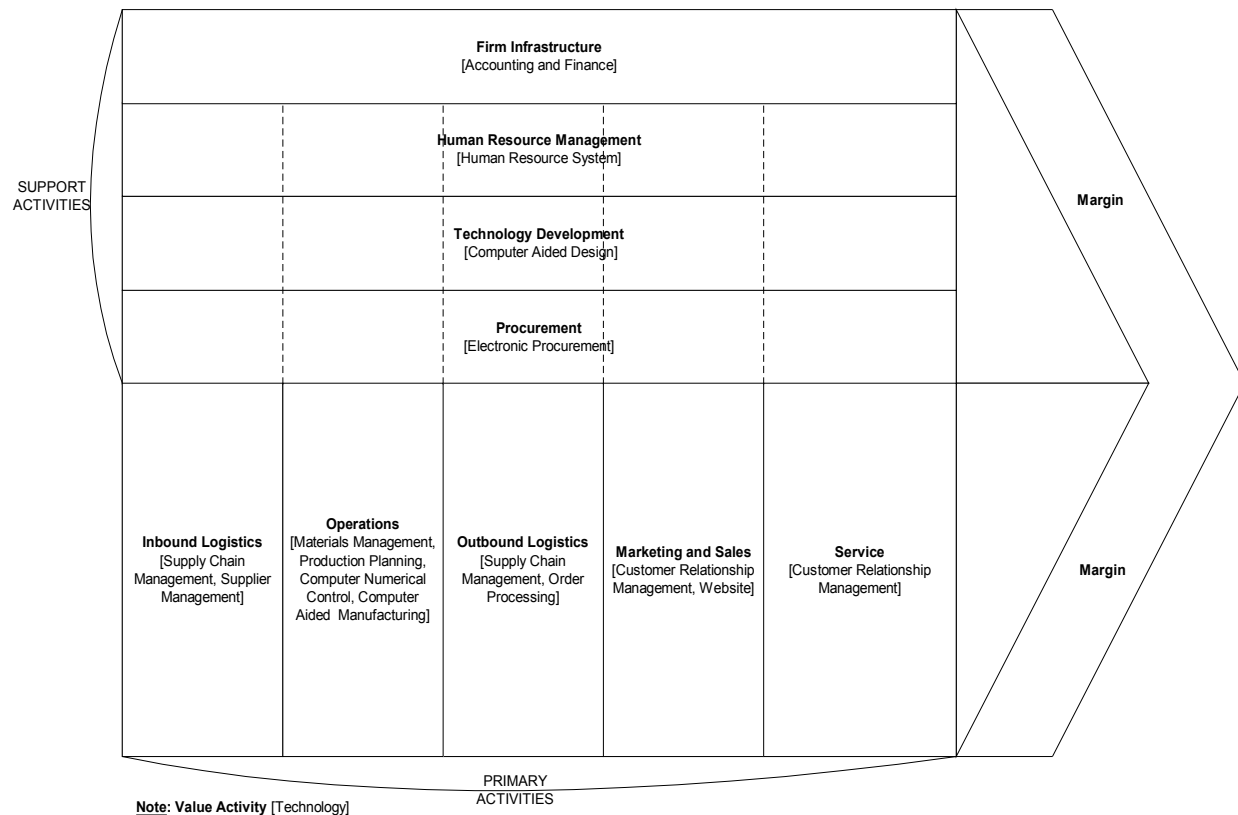 Firm Infrastructure
[Accounting and Finance]
Human Resource Management
[Human Resource System]
SUPPORT
ACTIVITIES
Margin
Technology Development
[Computer Aided Design]
Procurement
[Electronic Procurement]
Inbound Logistics
[Supply Chain
Management, Supplier
Management]
Operations
[Materials Management,
Production Planning,
Computer Numerical
Control, Computer
Aided  Manufacturing]
Outbound Logistics
[Supply Chain
Management, Order
Processing]
Marketing and Sales
[Customer Relationship
Management, Website]
Service
[Customer Relationship
Management]
Margin
PRIMARY
ACTIVITIES
Note: Value Activity [Technology]